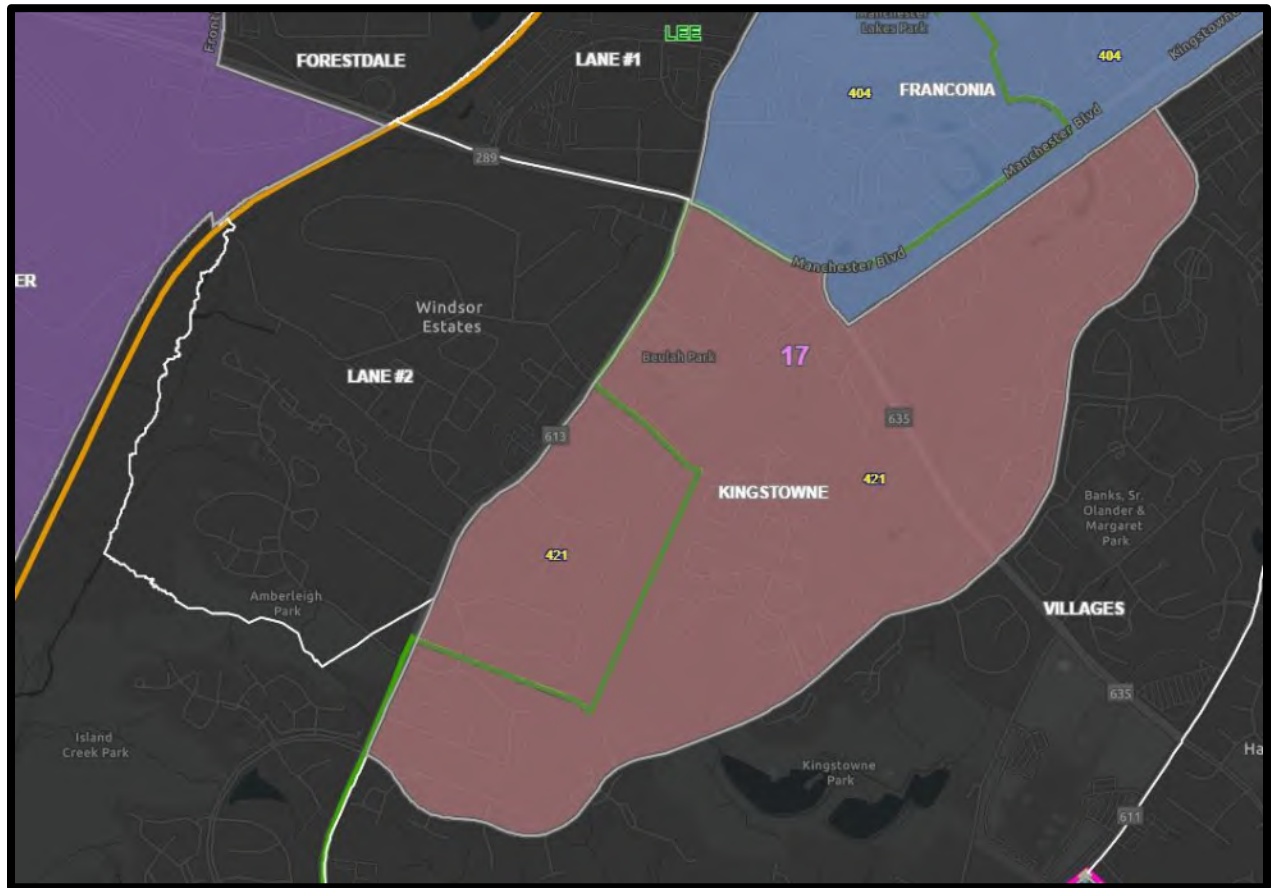 Manchester
Lakes Park
Front
LEE
FORESTDALE
LANE #1
404
Kingstowne
404
FRANCONIA
Manchester Blvd
289
ER
Manchester Blvd
Windsor
Estates
Beulah Park
17
LANE #2
635
613
421
KINGSTOWNE
Banks, Sr.
Olander &
Margaret
Park
421
Amberleigh
Park
VILLAGES
635
Island
Creek Park
Ha
Kingstowne
Park
611